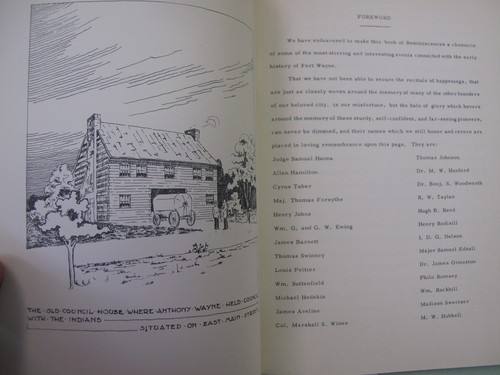 THE OLD COUNCIL HOUSE WHERE ANTHONY WAYNE HELD
WITH THE INDIANS
SITUATED ON EAST MAIN
FOREWORD
We have endeavored to make this book of Reminiscences a chronicle
of some of the most stirring and interesting events connected with the early
history of Fort Wayne.
That we have not been able to secure the recitals of happenings, that
are just as closely woven around the memory of many of the other founders
of our beloved city, is our misfortune, but the halo of glory which hovers
around the memory of these sturdy, self-confident, and far-seeing pioneers,
can never be dimmed, and their names which we still honor and revere are
placed in loving remembrance upon this page. They are:
Judge Samuel Hanna
Allen Hamilton
Cyrus Taber
Maj. Thomas Forsythe
Henry Johns
Wm. G. and G. W. Ewing
James Barnett
Thomas Swinney
Louis Peltier
Wm. Battenfield
Michael Hedekin
James Aveline
Col. Marshall S. Wines
Thomas Johnson
Dr. M. W. Huxford
Dr. Benj. S. Woodworth
R. W. Taylor
Hugh B. Reed
Henry Rudisill
I. D. G. Nelson
Major Samuel Edsall
Dr. James Ormiston
Philo Rumsey
Wm. Rockhill
Madison Sweetser
M. W. Hubbell